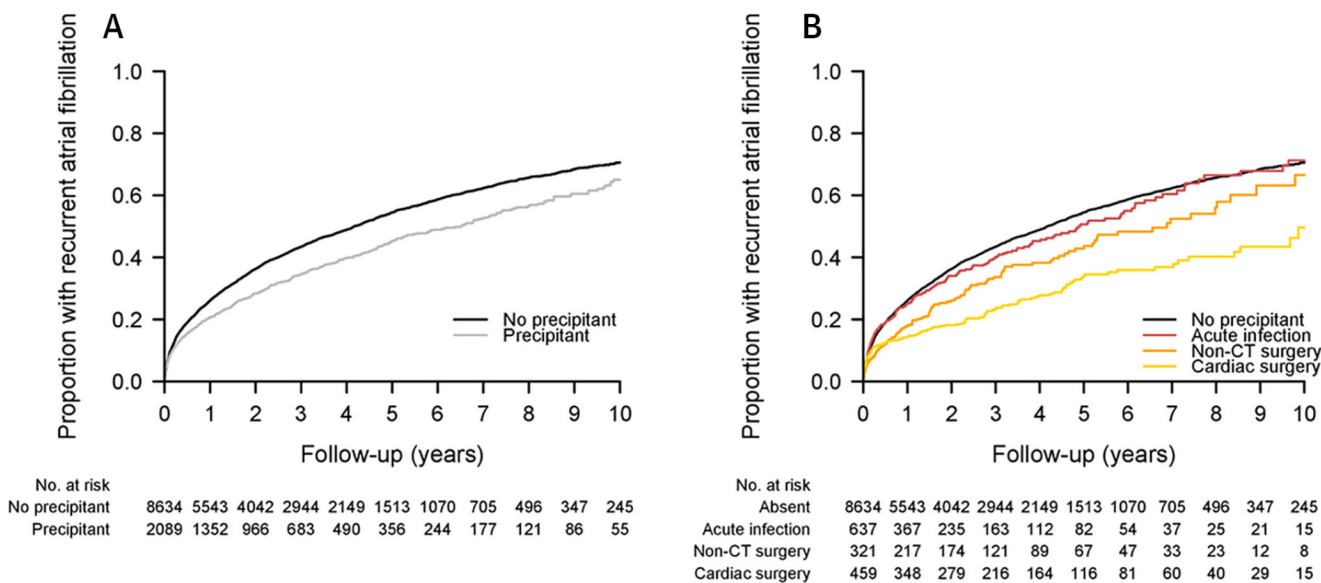 A
Proportion with recurrent atrial fibrillation
1.0
0.8
0.6
0.4
0.2
0.0
No precipitant
Precipitant
0 1 2 3 4 5 6 7 8 9 10
Follow-up (years)
No. at risk
No precipitant 8634 5543 4042 2944 2149 1513 1070 705 496 347 245
Precipitant 2089 1352 966 683 490 356 244 177 121 86 55
B
Proportion with recurrent atrial fibrillation
1.0
0.8
0.6
0.4
0.2
0.0
No precipitant
Acute infection
Non-CT surgery
Cardiac surgery
0 1 2 3 4 5 6 7 8 9 10
Follow-up (years)
No. at risk
Absent 8634 5543 4042 2944 2149 1513 1070 705 496 347 245
Acute infection 637 367 235 163 112 82 54 37 25 21 15
Non-CT surgery 321 217 174 121 89 67 47 33 23 12 8
Cardiac surgery 459 348 279 216 164 116 81 60 40 29 15